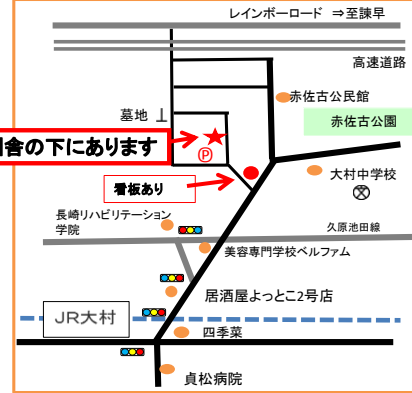 レインボーロード ⇒至諫早
高速道路
赤佐古公民館
墓地
赤佐古公園
舎の下にあります
Ⓟ
大村中学校
看板あり
長崎リハビリテーション
学院
久原池田線
美容専門学校ベルファム
居酒屋よっとこ2号店
JR大村
四季菜
貞松病院